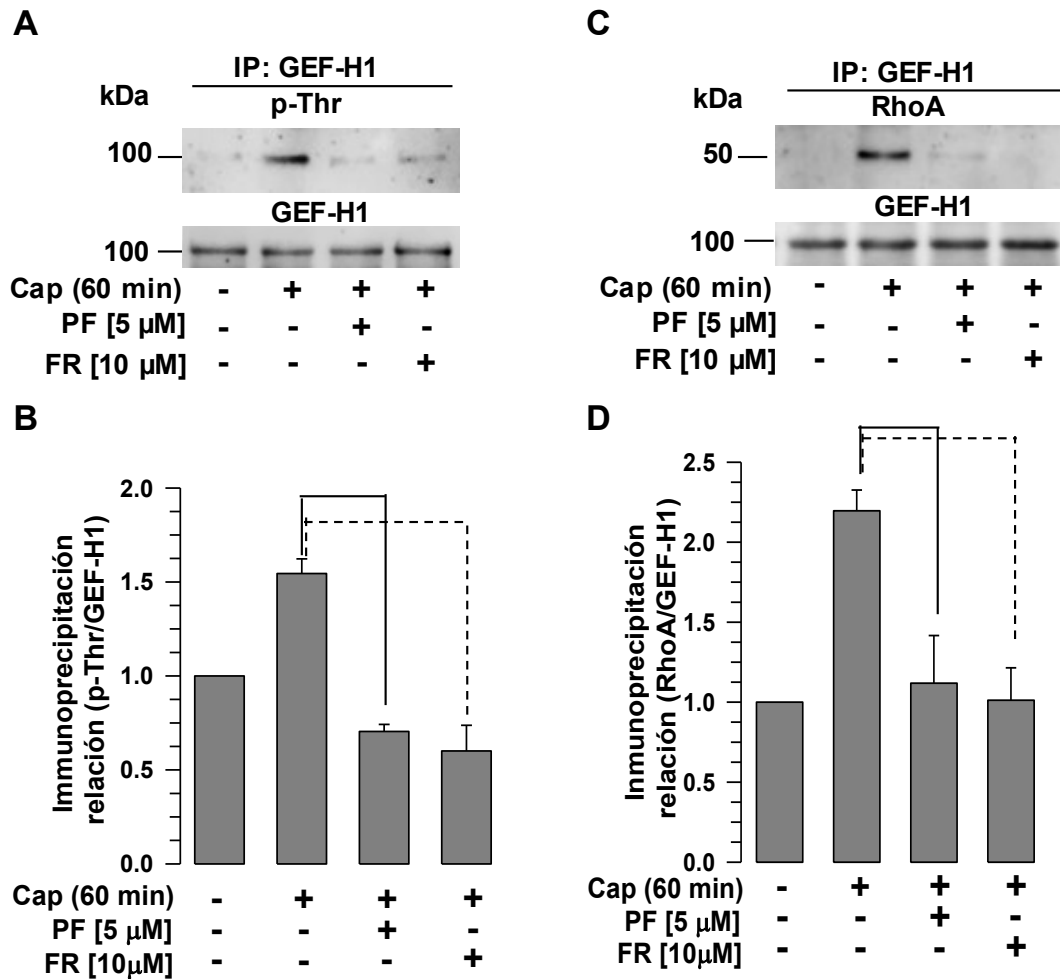 A
IP: GEF-H1
kDa
p-Thr
100
GEF-H1
100
Cap (60 min) - + + +
PF [5 µM] - - + -
FR [10 µM] - - - +
B
Immunoprecipitación
relación (p-Thr/GEF-H1)
2.0
1.5
1.0
0.5
0.0
Cap (60 min) - + + +
PF [5 µM] - - + -
FR [10µM] - - - +
C
IP: GEF-H1
kDa
RhoA
50
GEF-H1
100
Cap (60 min) - + + +
PF [5 µM] - - + -
FR [10 µM] - - - +
D
Inmunoprecipitación
relación (RhoA/GEF-H1)
2.5
2.0
1.5
1.0
0.5
0.0
Cap (60 min) - + + +
PF [5 µM] - - + -
FR [10µM] - - - +